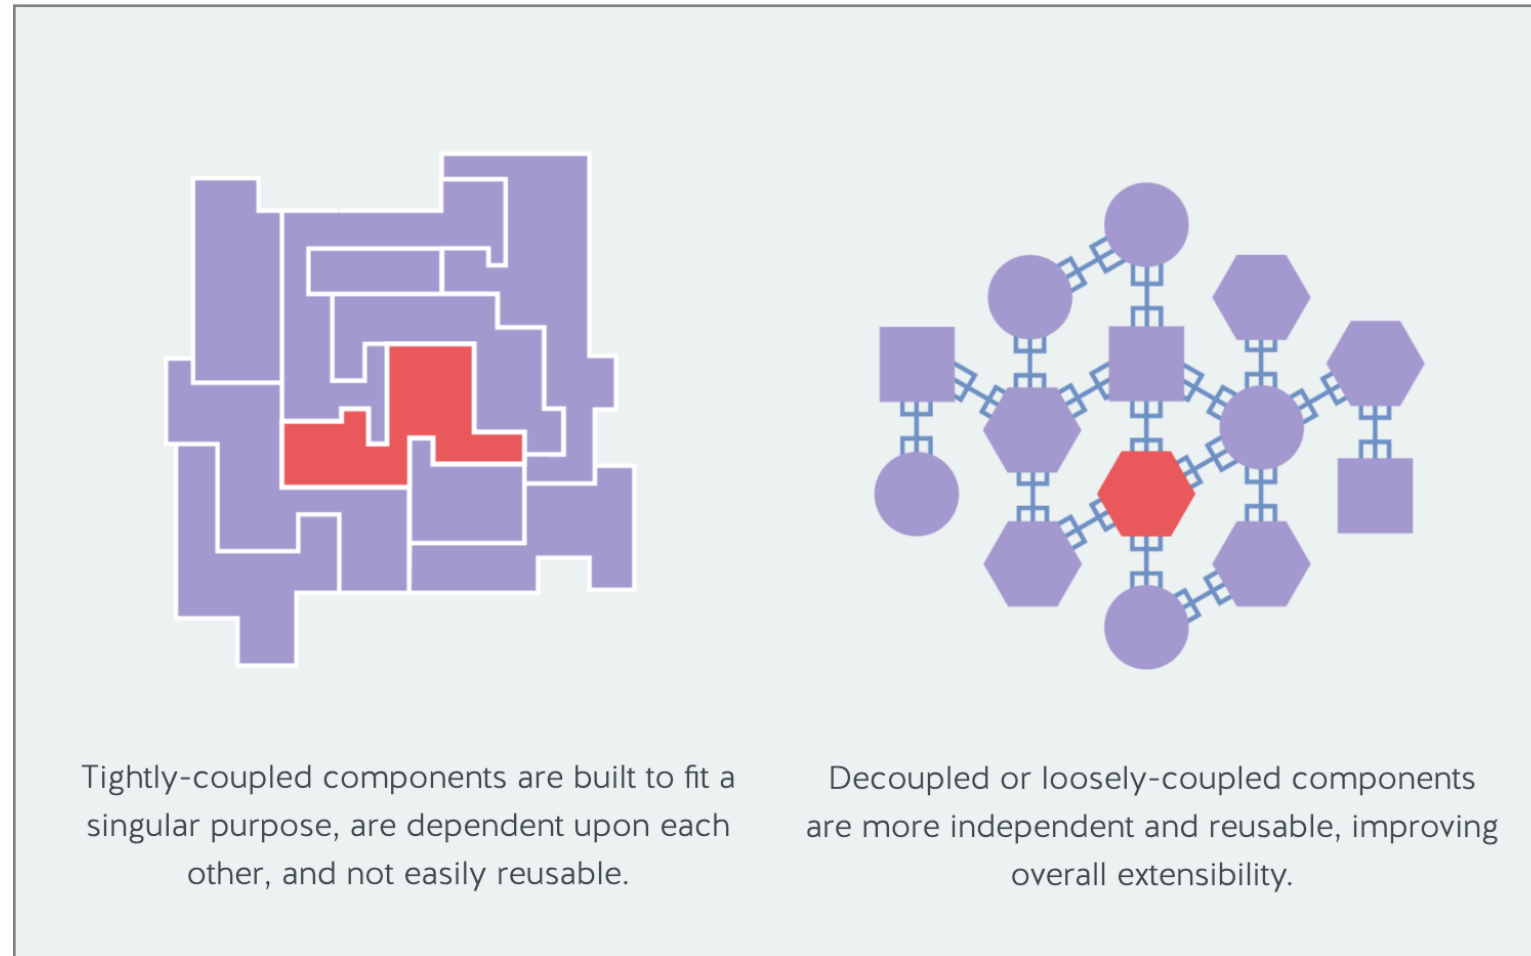 Tightly-coupled components are built to fit a
singular purpose, are dependent upon each
other, and not easily reusable.
Decoupled or loosely-coupled components
are more independent and reusable, improving
overall extensibility.